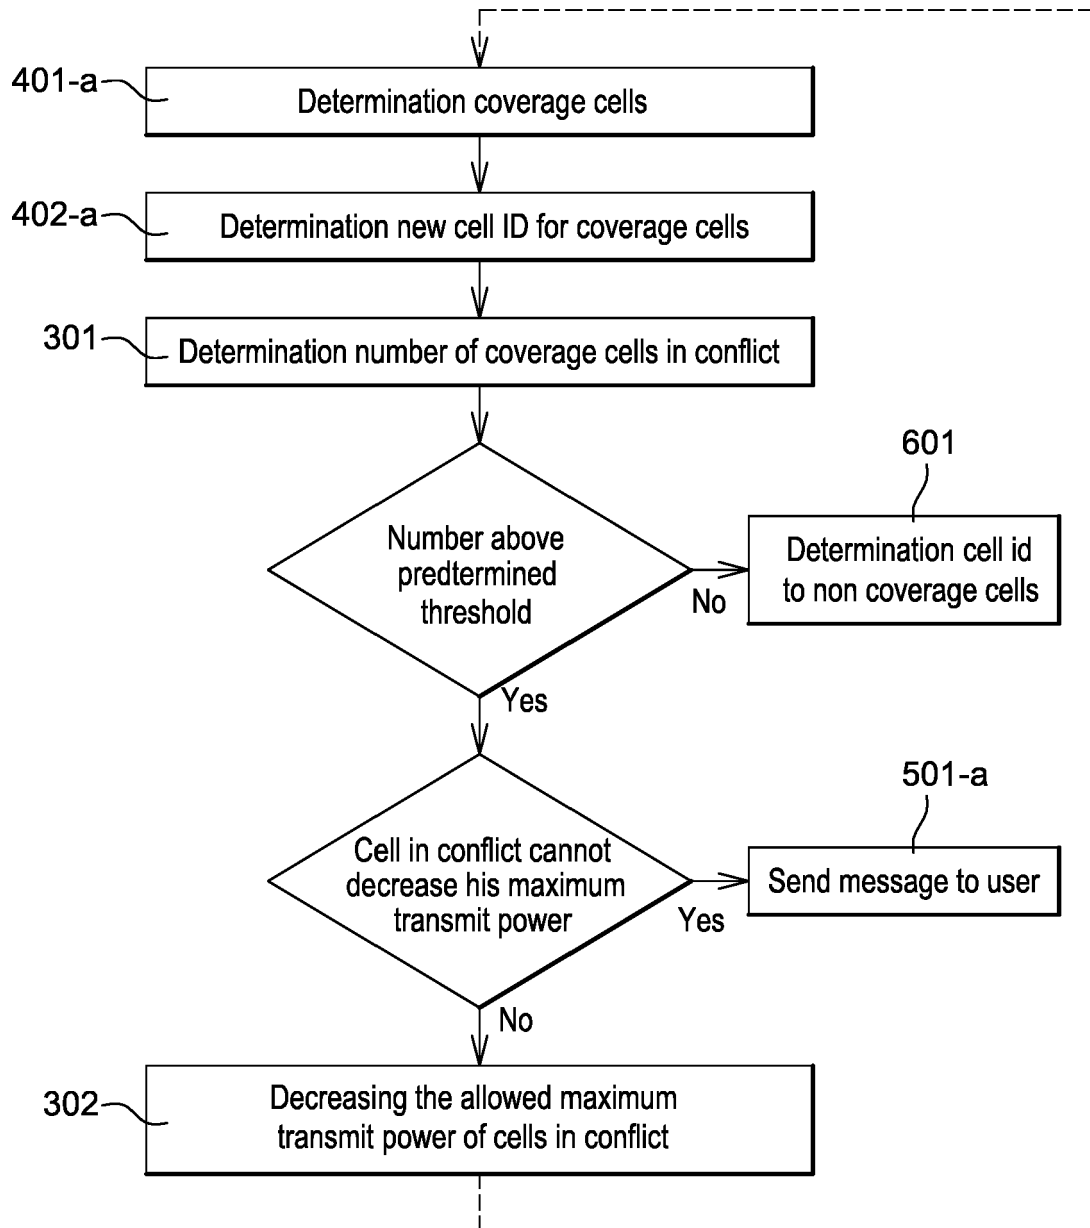 401-a
Determination coverage cells
402-a
Determination new cell ID for coverage cells
301
Determination number of coverage cells in conflict
Number above
predtermined
threshold
No
601
Determination cell id
to non coverage cells
Yes
Cell in conflict cannot
decrease his maximum
transmit power
Yes
501-a
Send message to user
No
302
Decreasing the allowed maximum
transmit power of cells in conflict